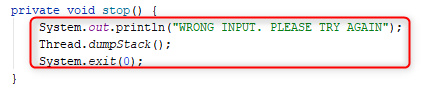 private void stop() {
System.out.println("WRONG INPUT. PLEASE TRY AGAIN");
Thread.dumpStack();
System.exit(0);
}